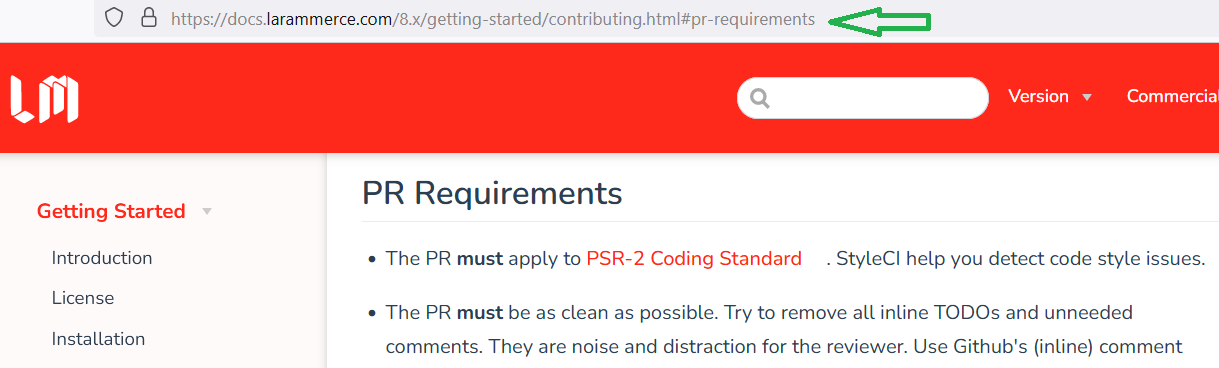 https://docs.larammerce.com/8.x/getting-started/contributing.html#pr-requirements
LM
Version
Commercial
Getting Started
Introduction
License
Installation
PR Requirements
• The PR must apply to PSR-2 Coding Standard . StyleCI help you detect code style issues.
• The PR must be as clean as possible. Try to remove all inline TODOs and unneeded
comments. They are noise and distraction for the reviewer. Use Github's (inline) comment